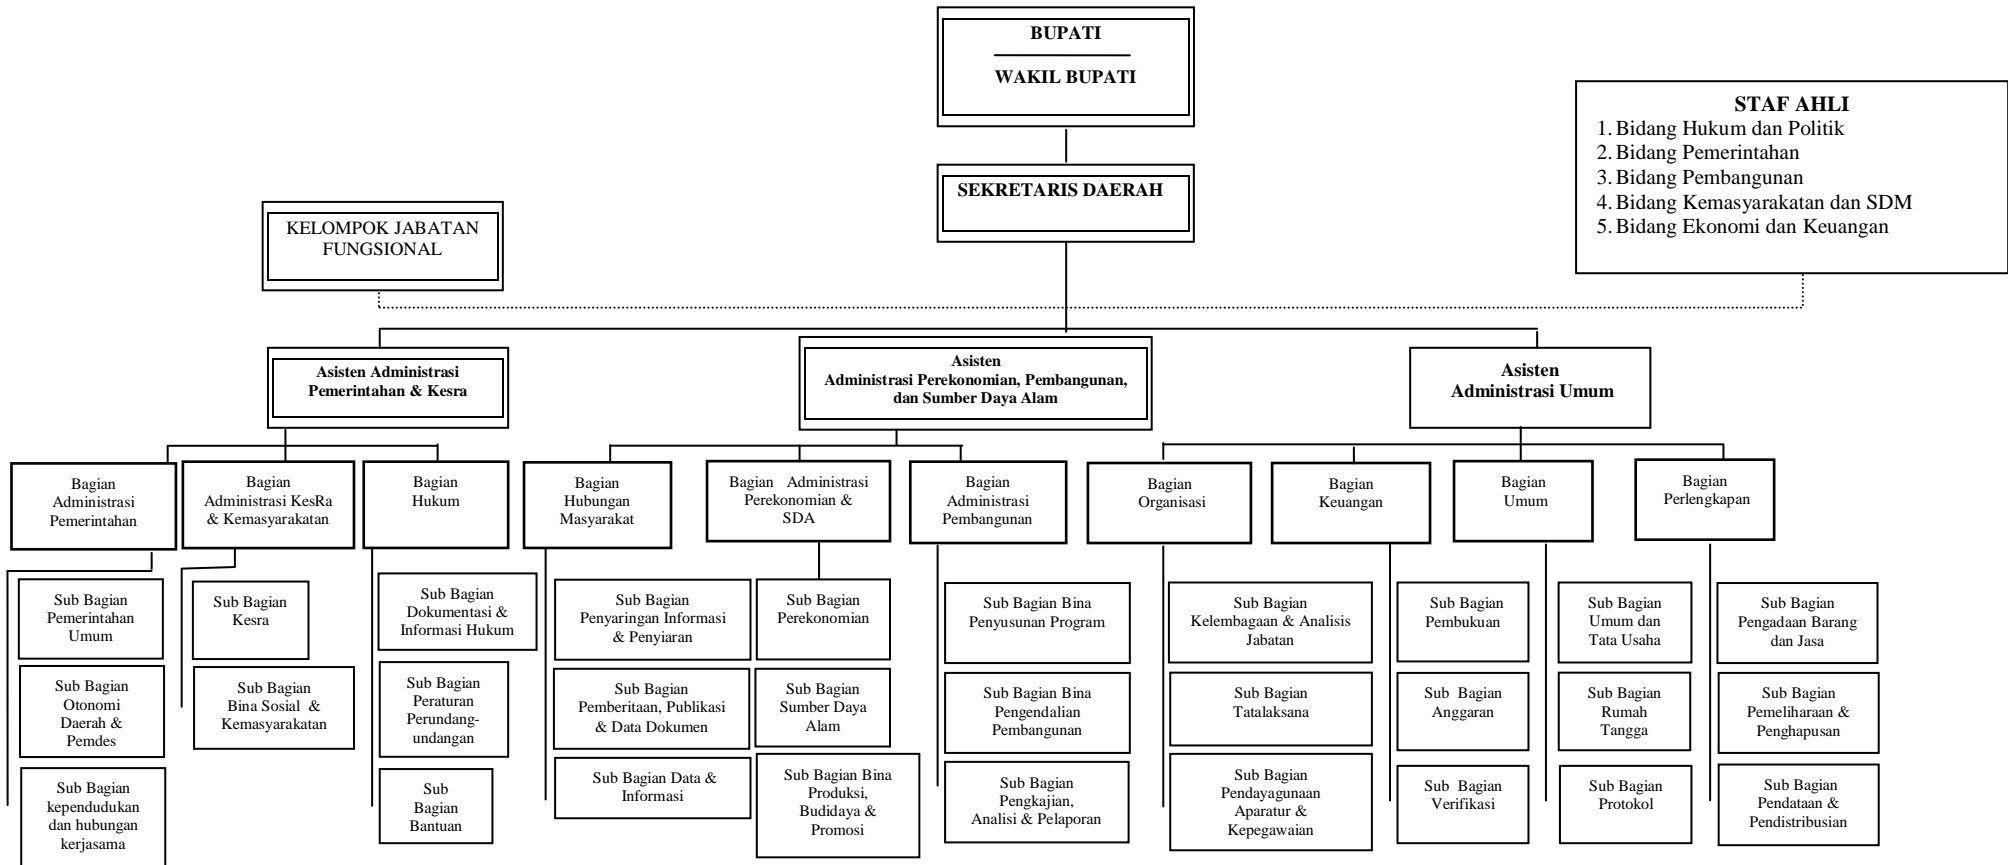 BUPATI
WAKIL BUPATI
STAF AHLI
1. Bidang Hukum dan Politik
2. Bidang Pemerintahan
3. Bidang Pembangunan
4. Bidang Kemasyarakatan dan SDM
5. Bidang Ekonomi dan Keuangan
SEKRETARIS DAERAH
KELOMPOK JABATAN
FUNGSIONAL
Asisten Administrasi
Pemerintahan & Kesra
Asisten
Administrasi Perekonomian, Pembangunan,
dan Sumber Daya Alam
Asisten
Administrasi Umum
Bagian
Administrasi
Pemerintahan
Bagian
Administrasi KesRa
& Kemasyarakatan
Bagian
Hukum
Bagian
Hubungan
Masyarakat
Bagian Administrasi
Perekonomian &
SDA
Bagian
Administrasi
Pembangunan
Bagian
Organisasi
Bagian
Keuangan
Bagian
Umum
Bagian
Perlengkapan
Sub Bagian
Pemerintahan
Umum
Sub Bagian
Kesra
Sub Bagian
Dokumentasi &
Informasi Hukum
Sub Bagian
Penyaringan Informasi
& Penyiaran
Sub Bagian
Perekonomian
Sub Bagian Bina
Penyusunan Program
Sub Bagian
Kelembagaan & Analisis
Jabatan
Sub Bagian
Pembukuan
Sub Bagian
Umum dan
Tata Usaha
Sub Bagian
Pengadaan Barang
dan Jasa
Sub Bagian
Otonomi
Daerah &
Pemdes
Sub Bagian
Bina Sosial &
Kemasyarakatan
Sub Bagian
Peraturan
Perundang-
undangan
Sub Bagian
Pemberitaan, Publikasi
& Data Dokumen
Sub Bagian
Sumber Daya
Alam
Sub Bagian Bina
Pengendalian
Pembangunan
Sub Bagian
Tatalaksana
Sub Bagian
Anggaran
Sub Bagian
Rumah
Tangga
Sub Bagian
Pemeliharaan &
Penghapusan
Sub Bagian
kependudukan
dan hubungan
kerjasama
Sub
Bagian
Bantuan
Sub Bagian Data &
Informasi
Sub Bagian Bina
Produksi,
Budidaya &
Promosi
Sub Bagian
Pengkajian,
Analisi & Pelaporan
Sub Bagian
Pendayagunaan
Aparatur &
Kepegawaian
Sub Bagian
Verifikasi
Sub Bagian
Protokol
Sub Bagian
Pendataan &
Pendistribusian